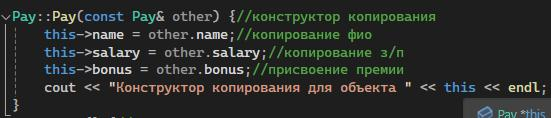 Pay::Pay(const Pay& other) {//конструктор копирования
this->name = other.name;//копирование фио
this->salary = other.salary;//копирование з/п
this->bonus = other.bonus;//присвоение премии
cout << "Конструктор копирования для объекта " << this << endl;
}
Pay *this